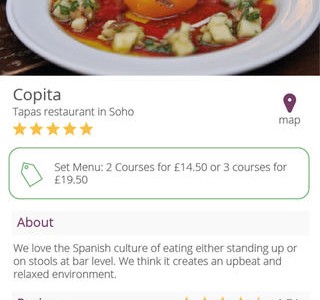 Copita
Tapas restaurant in Soho
map
Set Menu: 2 Courses for £14.50 or 3 courses for
£19.50
About
We love the Spanish culture of eating either standing up or
on stools at bar level. We think it creates an upbeat and
relaxed environment.